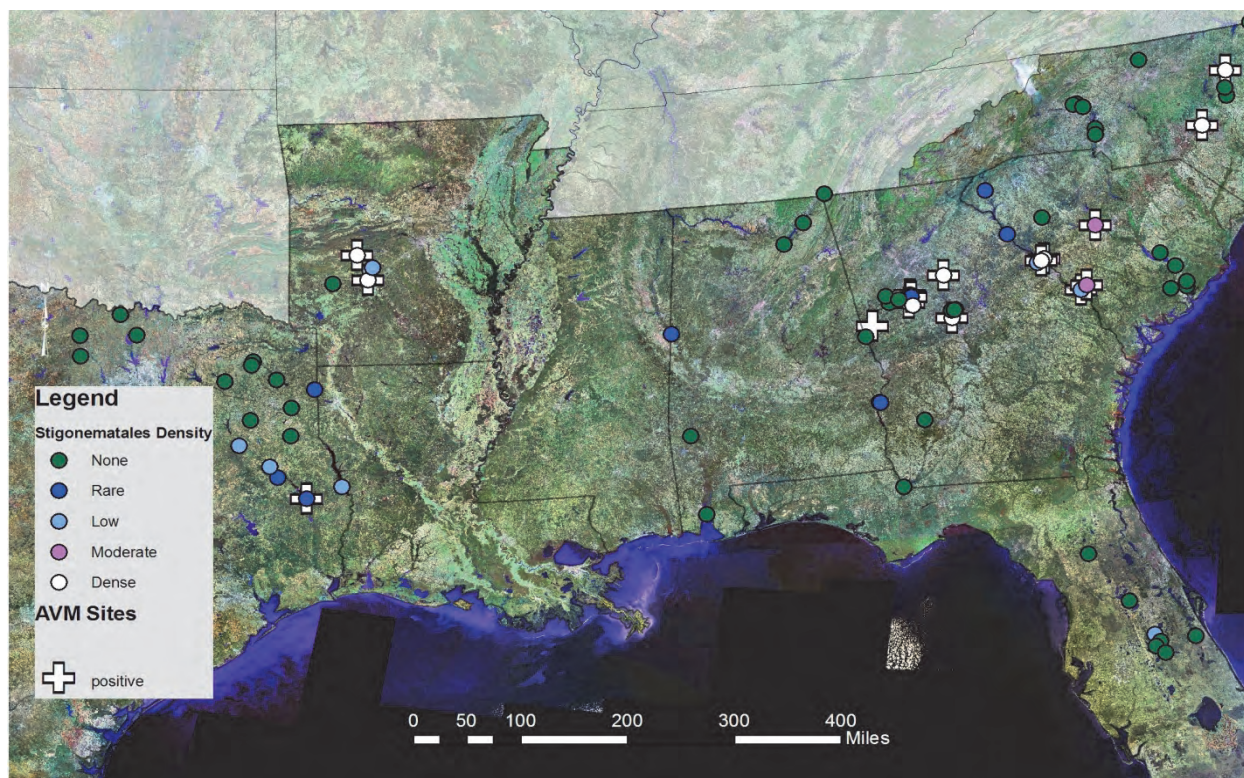 Legend
Stigonematales Density
None
Rare
Low
Moderate
Dense
AVM Sites
positive
0 50 100 200 300 400
Miles